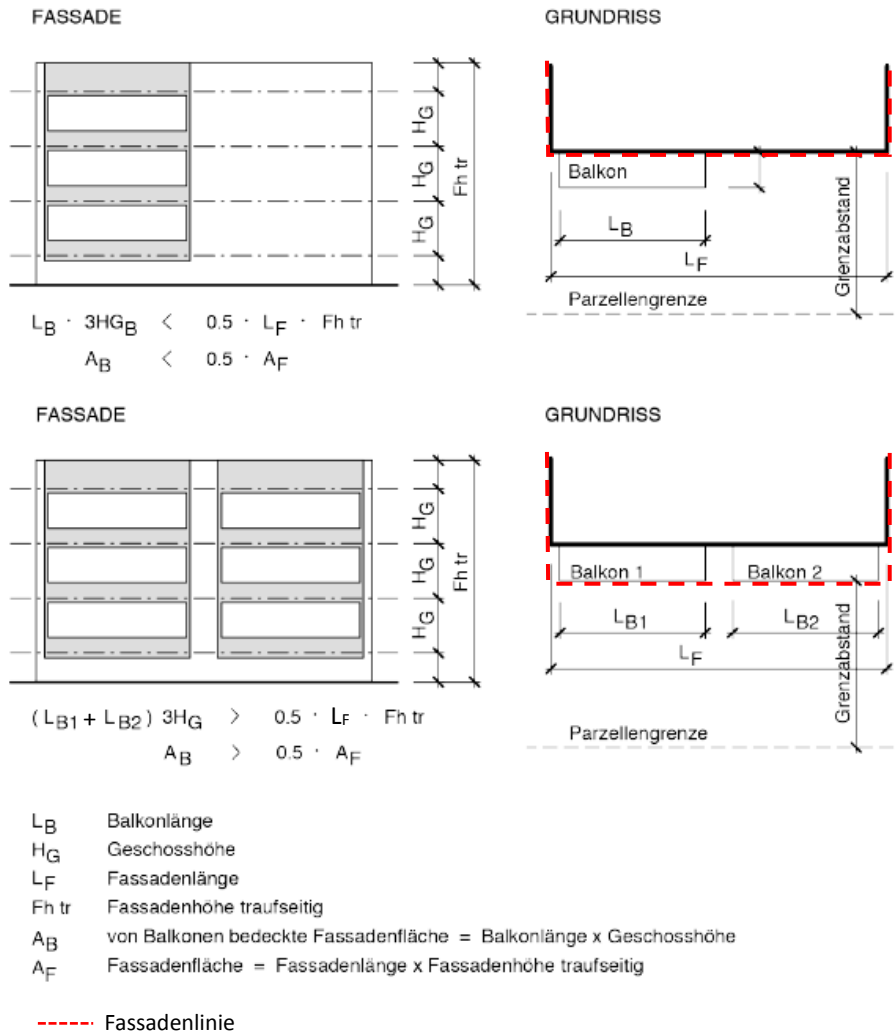 FASSADE
GRUNDRISS
HG
HG
HG
Fh tr
Balkon
LB
LF
Grenzabstand
Parzellengrenze
LB · 3HGB < 0.5 · LF · Fh tr
AB < 0.5 · AF
FASSADE
GRUNDRISS
HG
HG
HG
Fh tr
Balkon 1
Balkon 2
LB1
LB2
LF
Grenzabstand
Parzellengrenze
(LB1 + LB2) 3HG > 0.5 · LF · Fh tr
AB > 0.5 · AF
LB Balkonlänge
HG Geschosshöhe
LF Fassadenlänge
Fh tr Fassadenhöhe traufseitig
AB von Balkonen bedeckte Fassadenfläche = Balkonlänge x Geschosshöhe
AF Fassadenfläche = Fassadenlänge x Fassadenhöhe traufseitig
Fassadenlinie